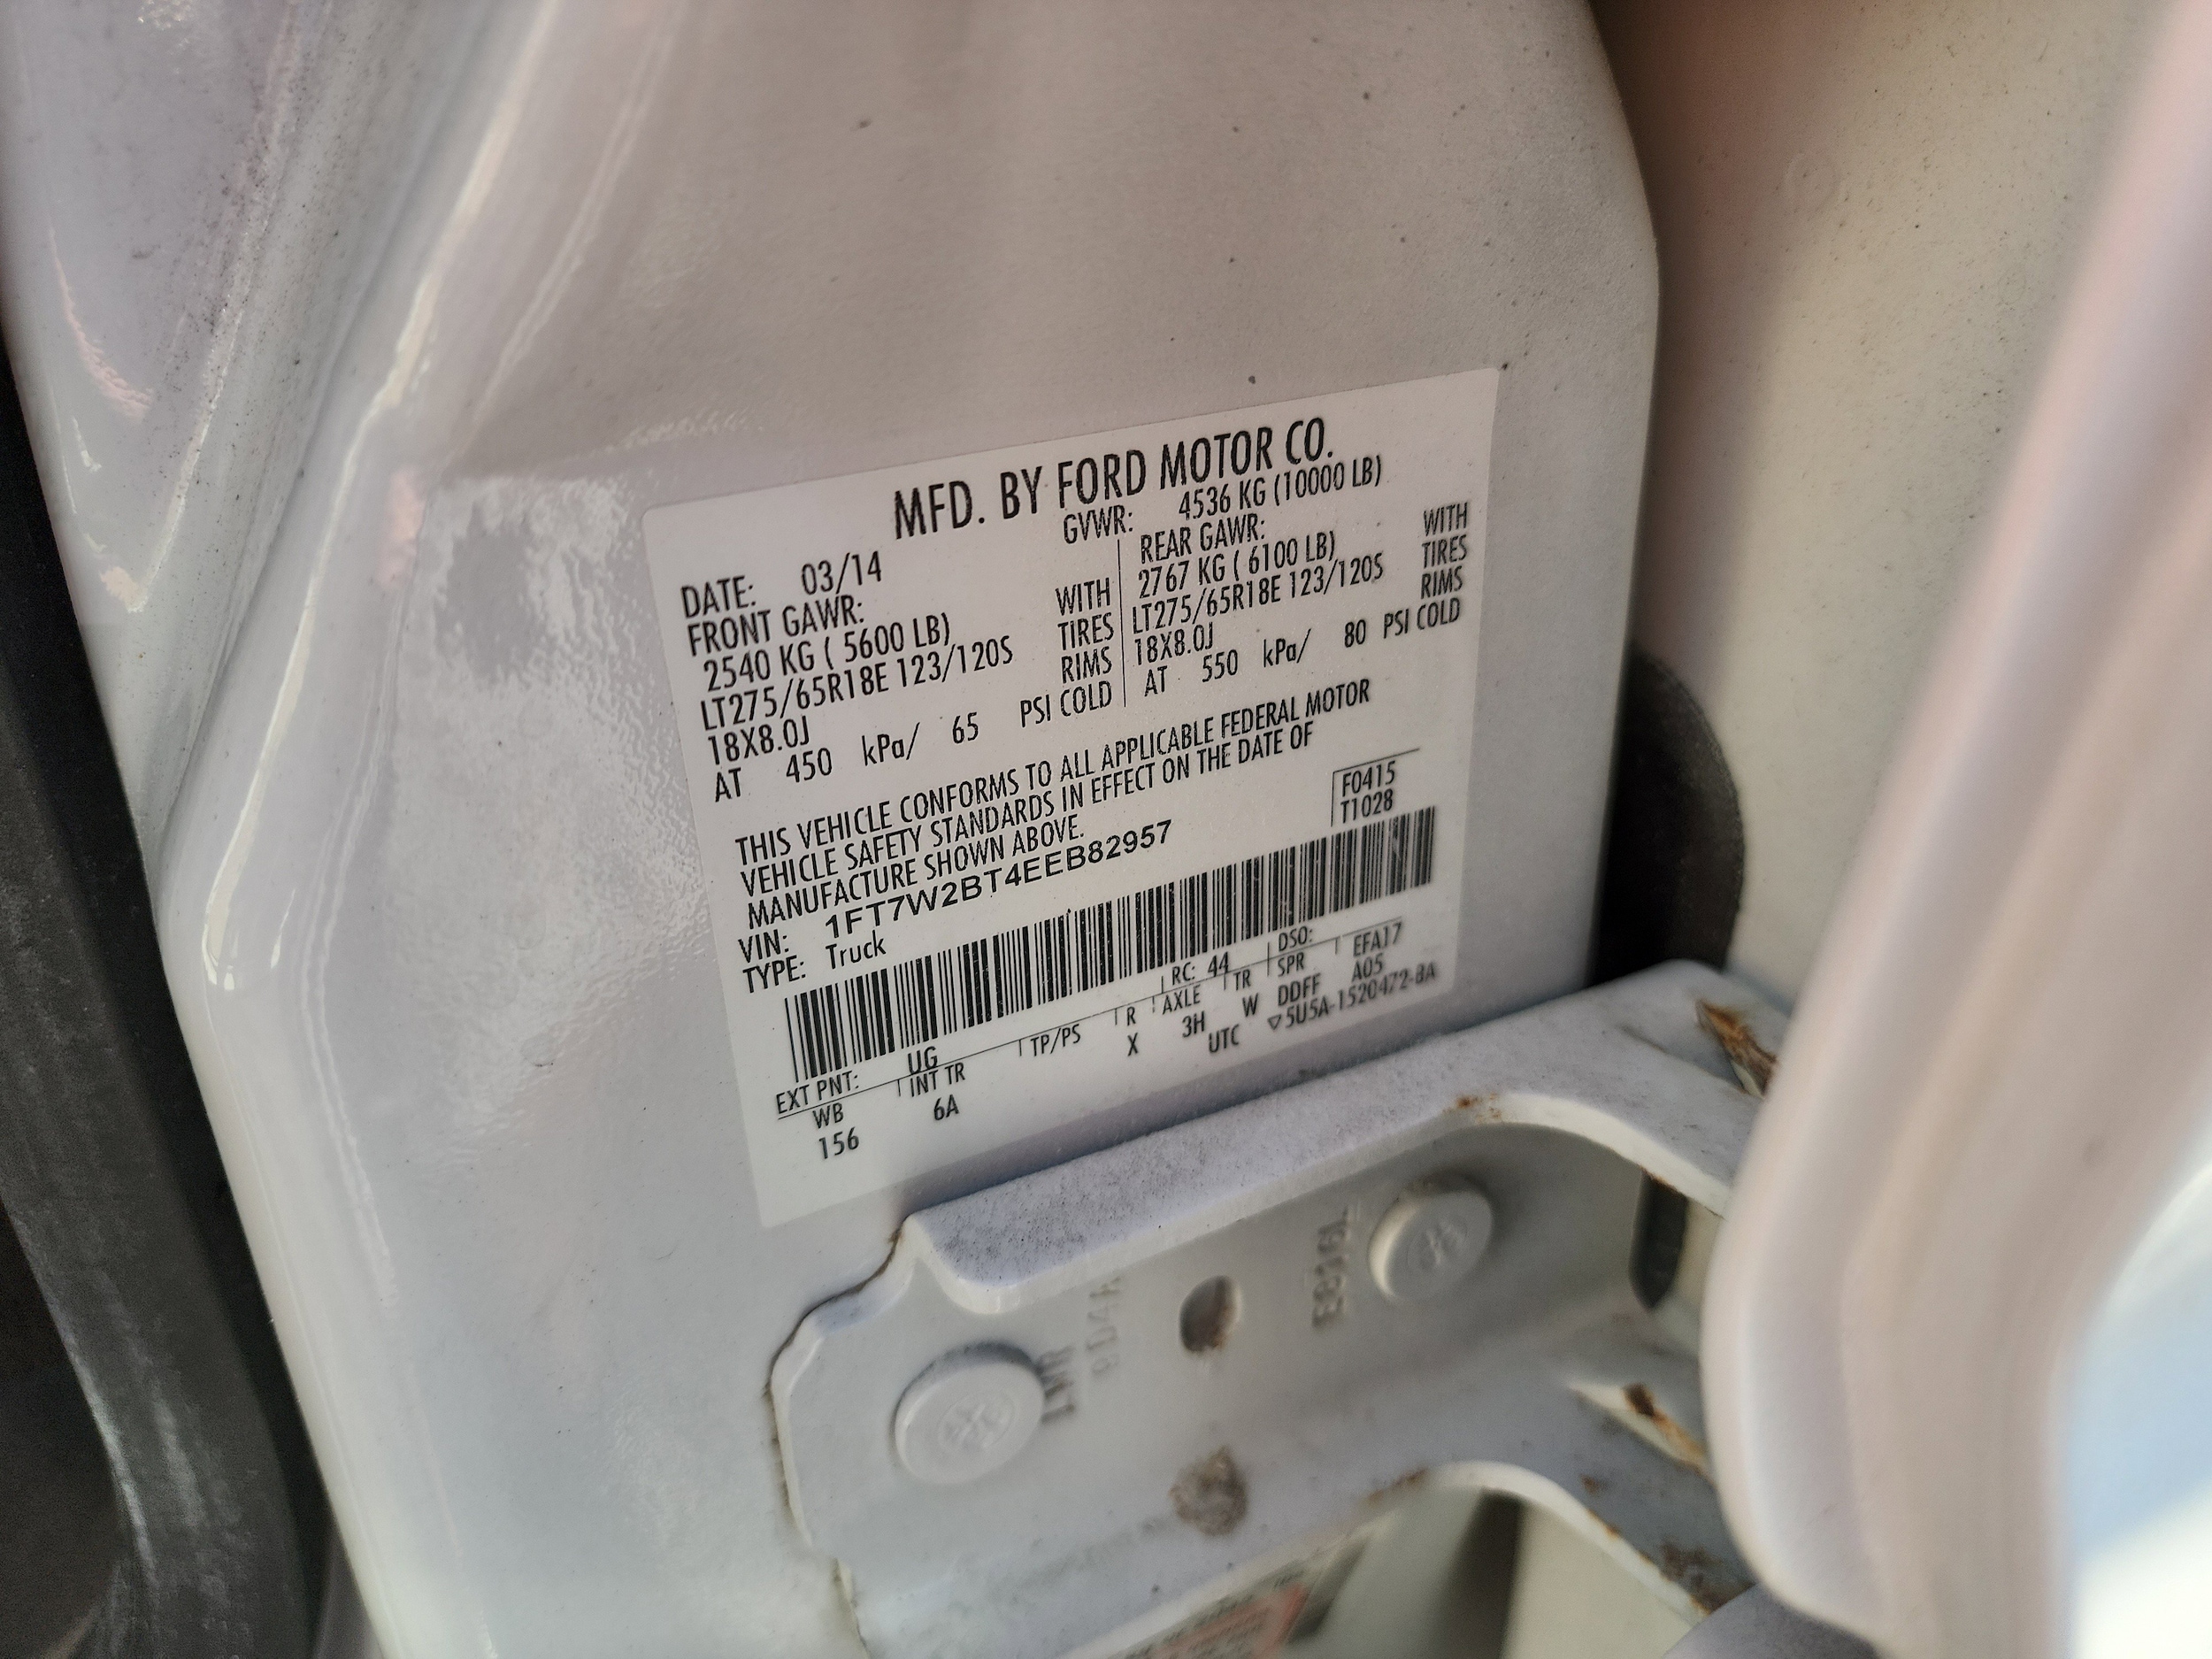 MFD. BY FORD MOTOR CO.
DATE: 03/14 GVWR: 4536 KG (10000 LB)
FRONT GAWR: REAR GAWR:
2540 KG ( 5600 LB) WITH 2767 KG ( 6100 LB) WITH
LT275/65R18E 123/120S TIRES LT275/65R18E 123/120S TIRES
18X8.0J RIMS 18X8.0J RIMS
AT 450 kPa/ 65 PSI COLD AT 550 kPa/ 80 PSI COLD
THIS VEHICLE CONFORMS TO ALL APPLICABLE FEDERAL MOTOR
VEHICLE SAFETY STANDARDS IN EFFECT ON THE DATE OF
MANUFACTURE SHOWN ABOVE.
F0415
T1028
VIN: 1FT7W2BT4EEB82957
TYPE: Truck
EXT PNT: UG RC: 44 DSO:
WB INT TR TP/PS R AXLE TR SPR EFA17
156 6A X 3H W DDFF A05
UTC ▽5U5A-1520472-BA
LWR